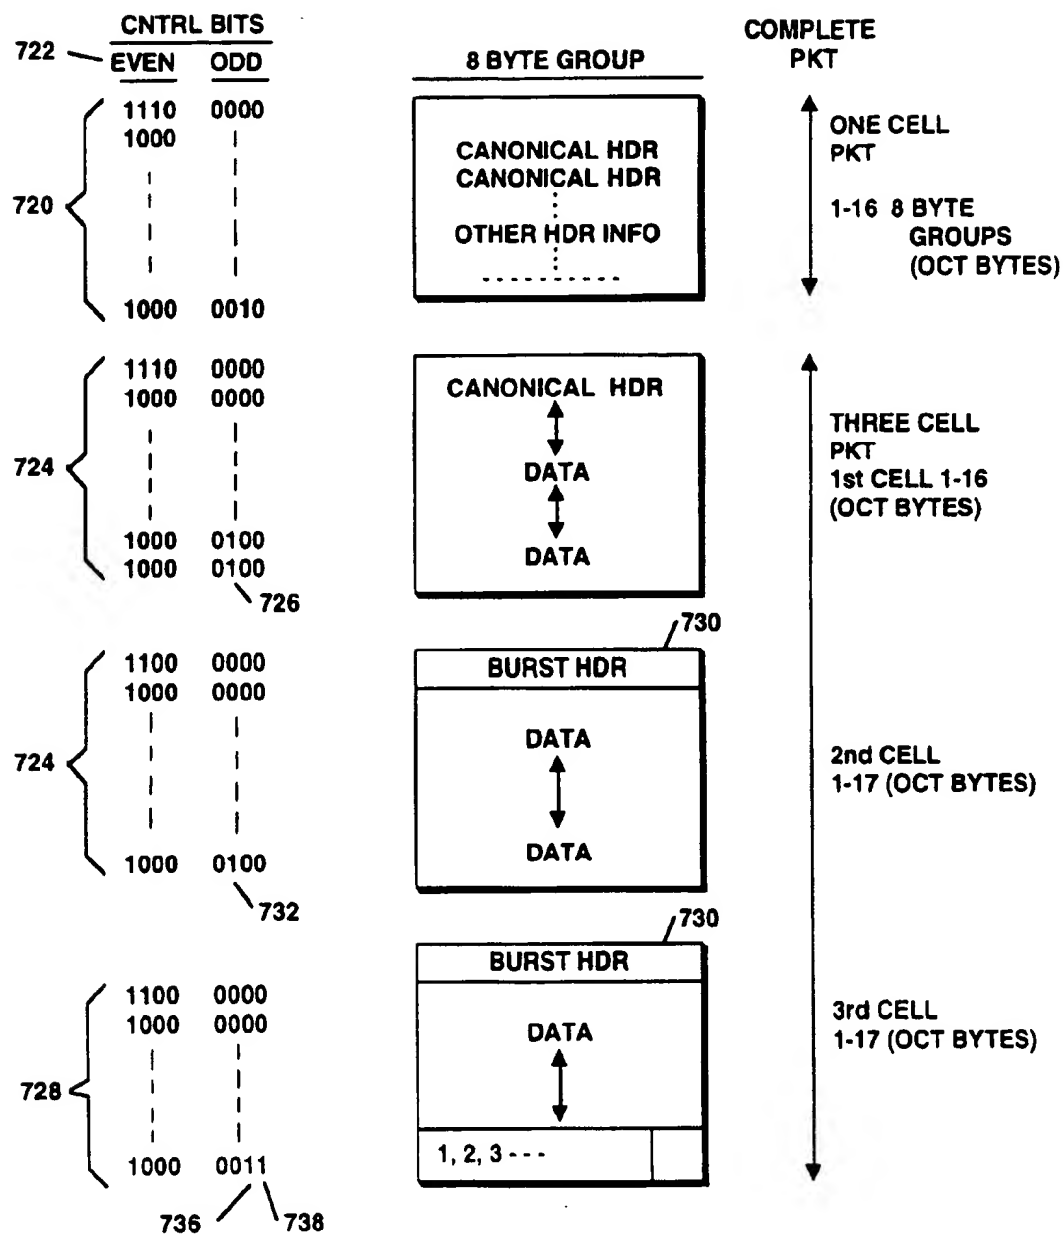 CNTRL BITS
722 EVEN ODD
8 BYTE GROUP
COMPLETE
PKT
720
1110 0000
1000
1000 0010
CANONICAL HDR
CANONICAL HDR
OTHER HDR INFO
ONE CELL
PKT
1-16 8 BYTE
GROUPS
(OCT BYTES)
724
1110 0000
1000 0000
1000 0100
1000 0100
726
CANONICAL HDR
DATA
DATA
THREE CELL
PKT
1st CELL 1-16
(OCT BYTES)
724
1100 0000
1000 0000
1000 0100
732
730
BURST HDR
DATA
DATA
2nd CELL
1-17 (OCT BYTES)
728
1100 0000
1000 0000
1000 0011
736 738
730
BURST HDR
DATA
1, 2, 3 - - -
3rd CELL
1-17 (OCT BYTES)